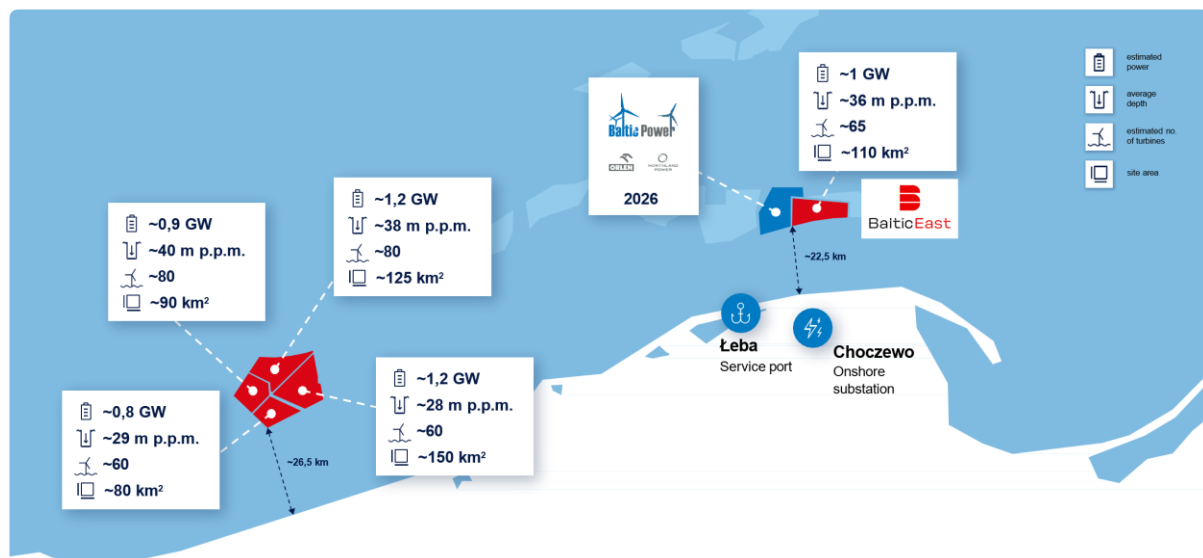 ~1 GW
~36 m p.p.m.
~65
~110 km²
estimated
power
average
depth
estimated no.
of turbines
site area
Baltic Power
ORLEN
NORTHLAND
POWER
2026
BalticEast
~1,2 GW
~38 m p.p.m.
~80
~125 km²
~0,9 GW
~40 m p.p.m.
~80
~90 km²
~22,5 km
Łeba
Service port
Choczewo
Onshore
substation
~1,2 GW
~28 m p.p.m.
~60
~150 km²
~0,8 GW
~29 m p.p.m.
~60
~80 km²
~26,5 km